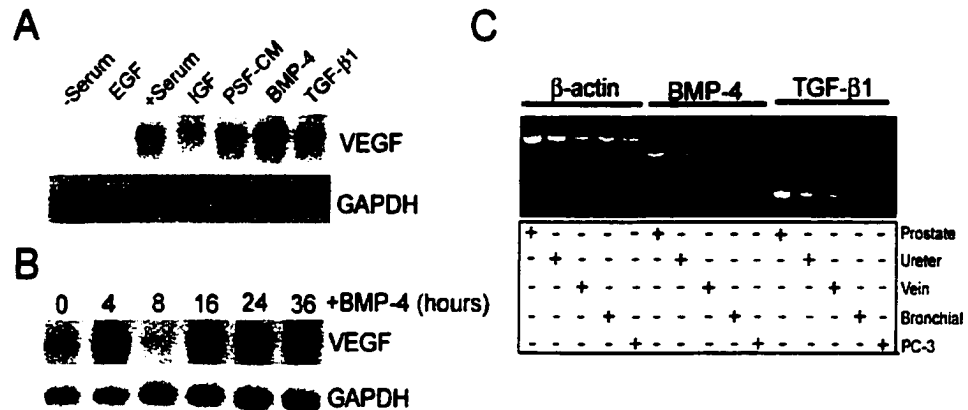 A
-Serum EGF +Serum IGF PSF-CM BMP-4 TGF-β1
VEGF
GAPDH
B
0 4 8 16 24 36 +BMP-4 (hours)
VEGF
GAPDH
C
β-actin BMP-4 TGF-β1
+ - - - - + - - - - + - - - - Prostate
- + - - - - + - - - - + - - - Ureter
- - + - - - - + - - - - + - - Vein
- - - + - - - - + - - - - + - Bronchial
- - - - + - - - - + - - - - + PC-3